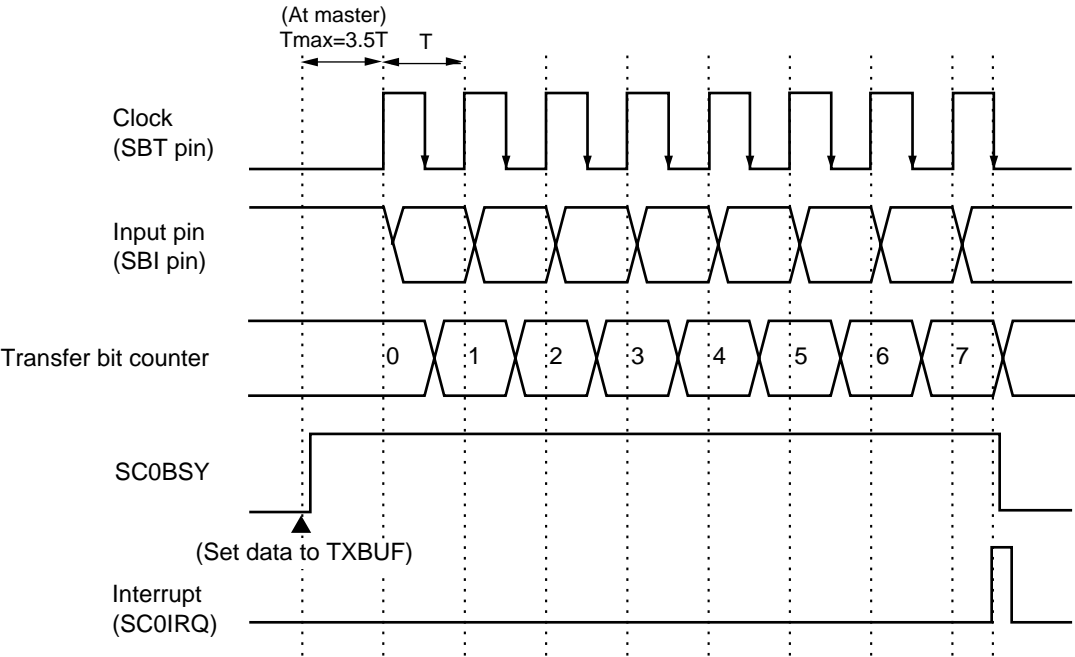 (At master)
Tmax=3.5T
T
Clock
(SBT pin)
Input pin
(SBI pin)
Transfer bit counter
0 1 2 3 4 5 6 7
SC0BSY
(Set data to TXBUF)
Interrupt
(SC0IRQ)